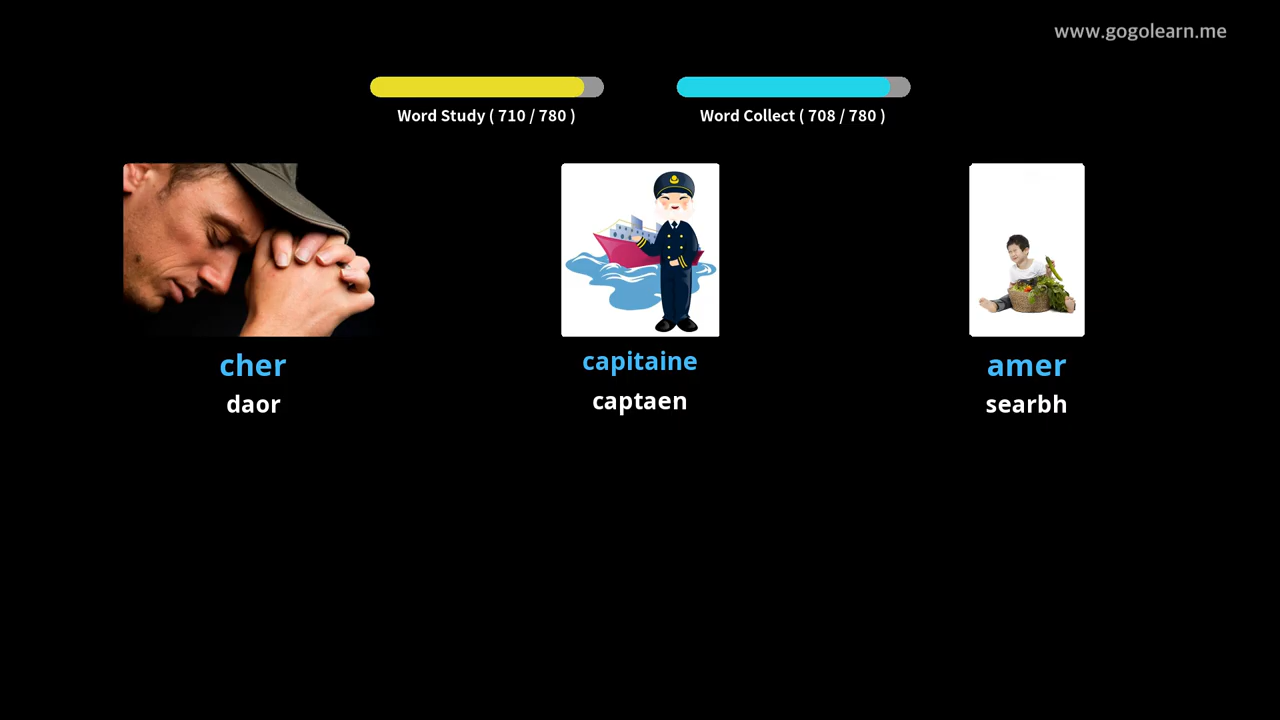 www.gogolearn.me
Word Study ( 710 / 780 )
Word Collect ( 708 / 780 )
cher
daor
capitaine
captaen
amer
searbh